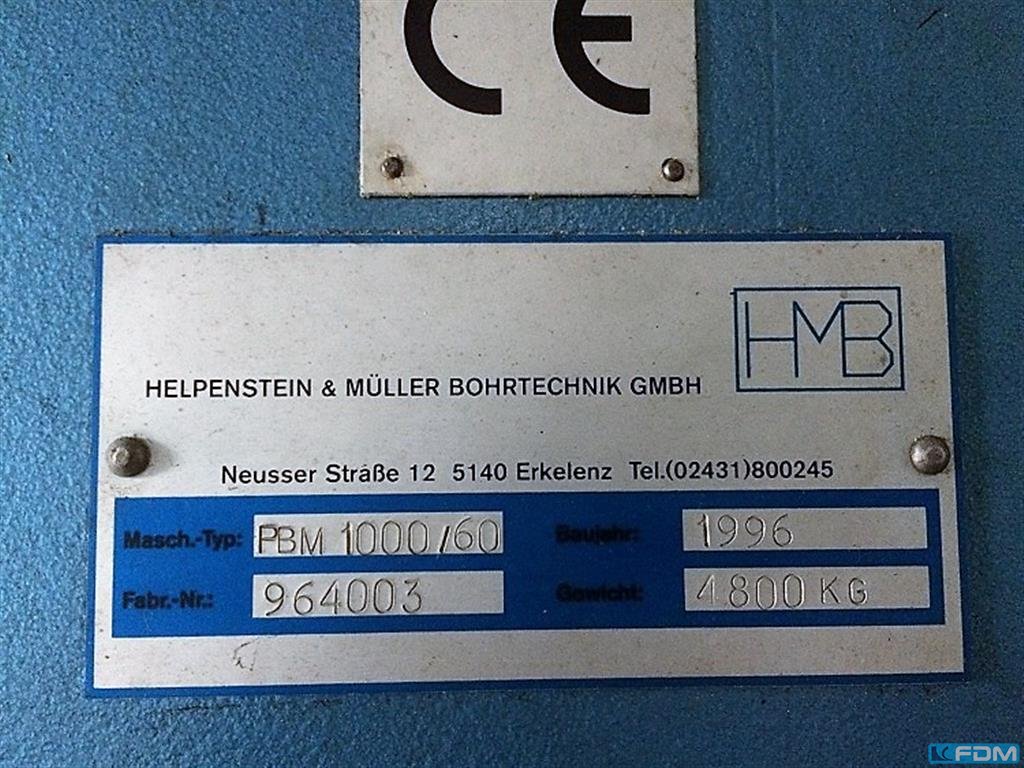 CE
HMB
HELPENSTEIN & MÜLLER BOHRTECHNIK GMBH
Neusser Straße 12 5140 Erkelenz Tel.(02431)800245
Masch.-Typ: PBM 1000/60 Baujahr: 1996
Fabr.-Nr.: 964003 Gewicht: 4800 KG
FDM